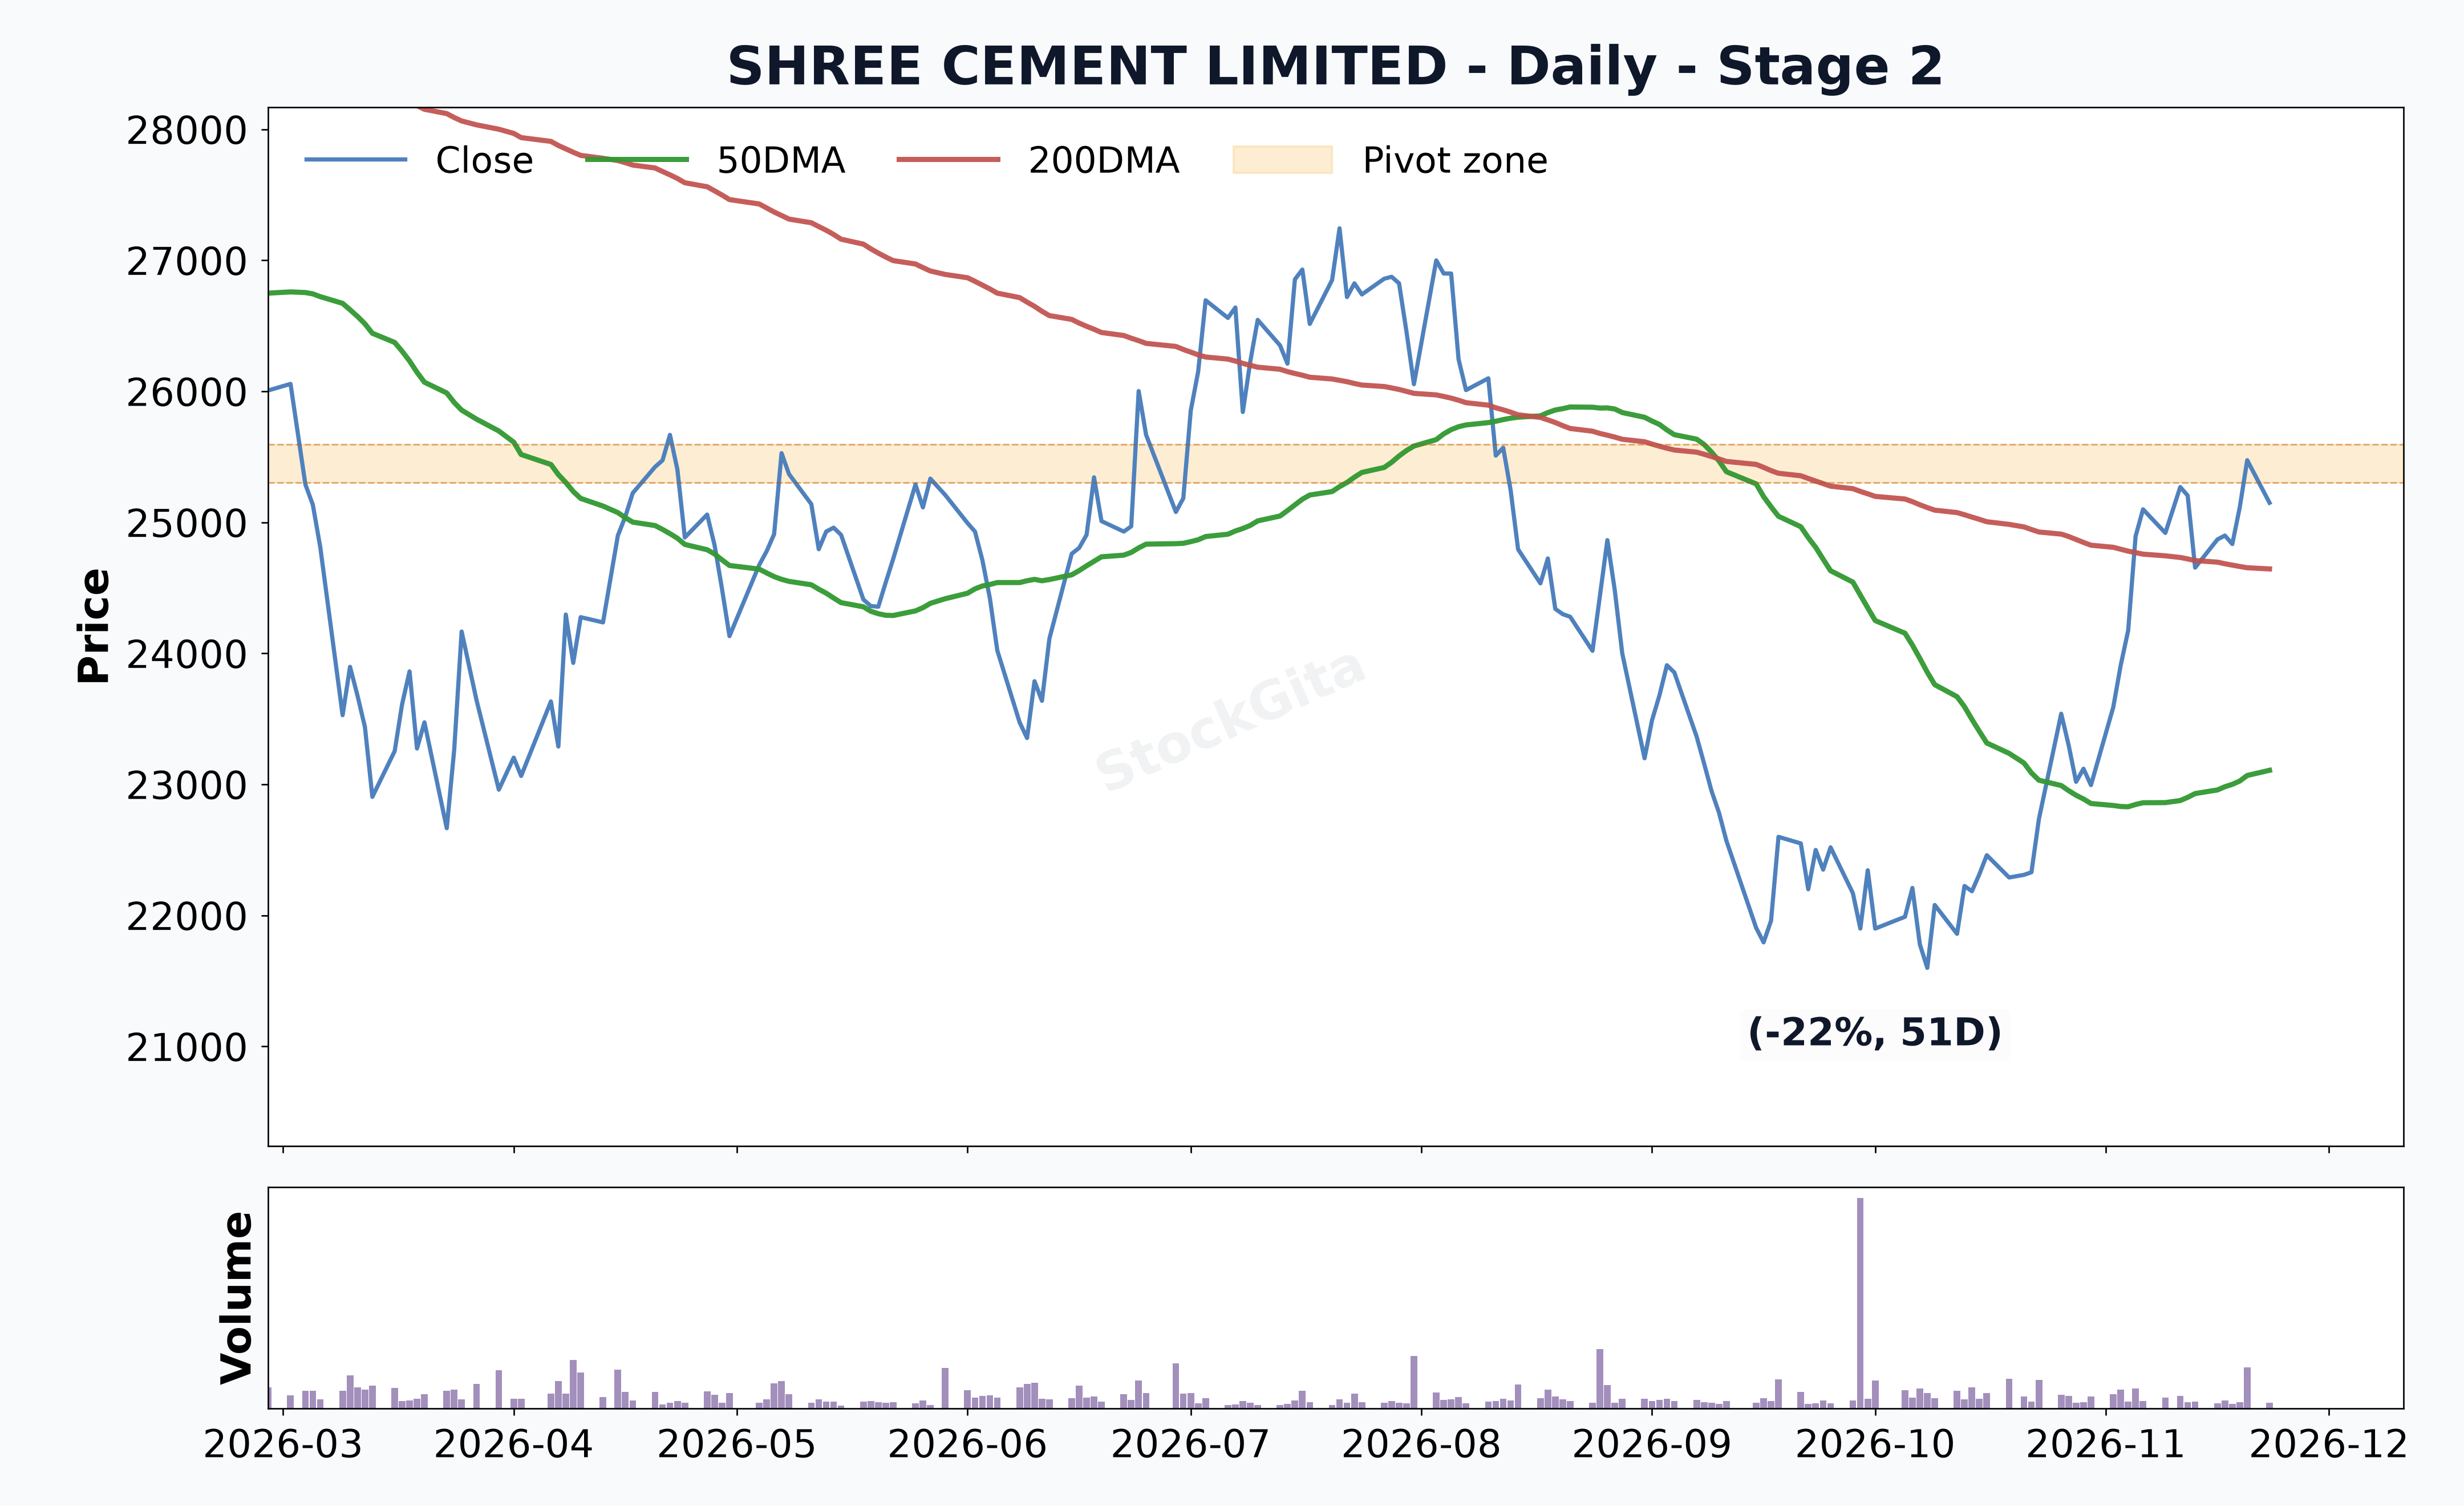 SHREE CEMENT LIMITED - Daily - Stage 2
Close 50DMA 200DMA Pivot zone
28000
27000
26000
25000
24000
23000
22000
21000
Price
StockGita
(-22%, 51D)
Volume
2026-03 2026-04 2026-05 2026-06 2026-07 2026-08 2026-09 2026-10 2026-11 2026-12